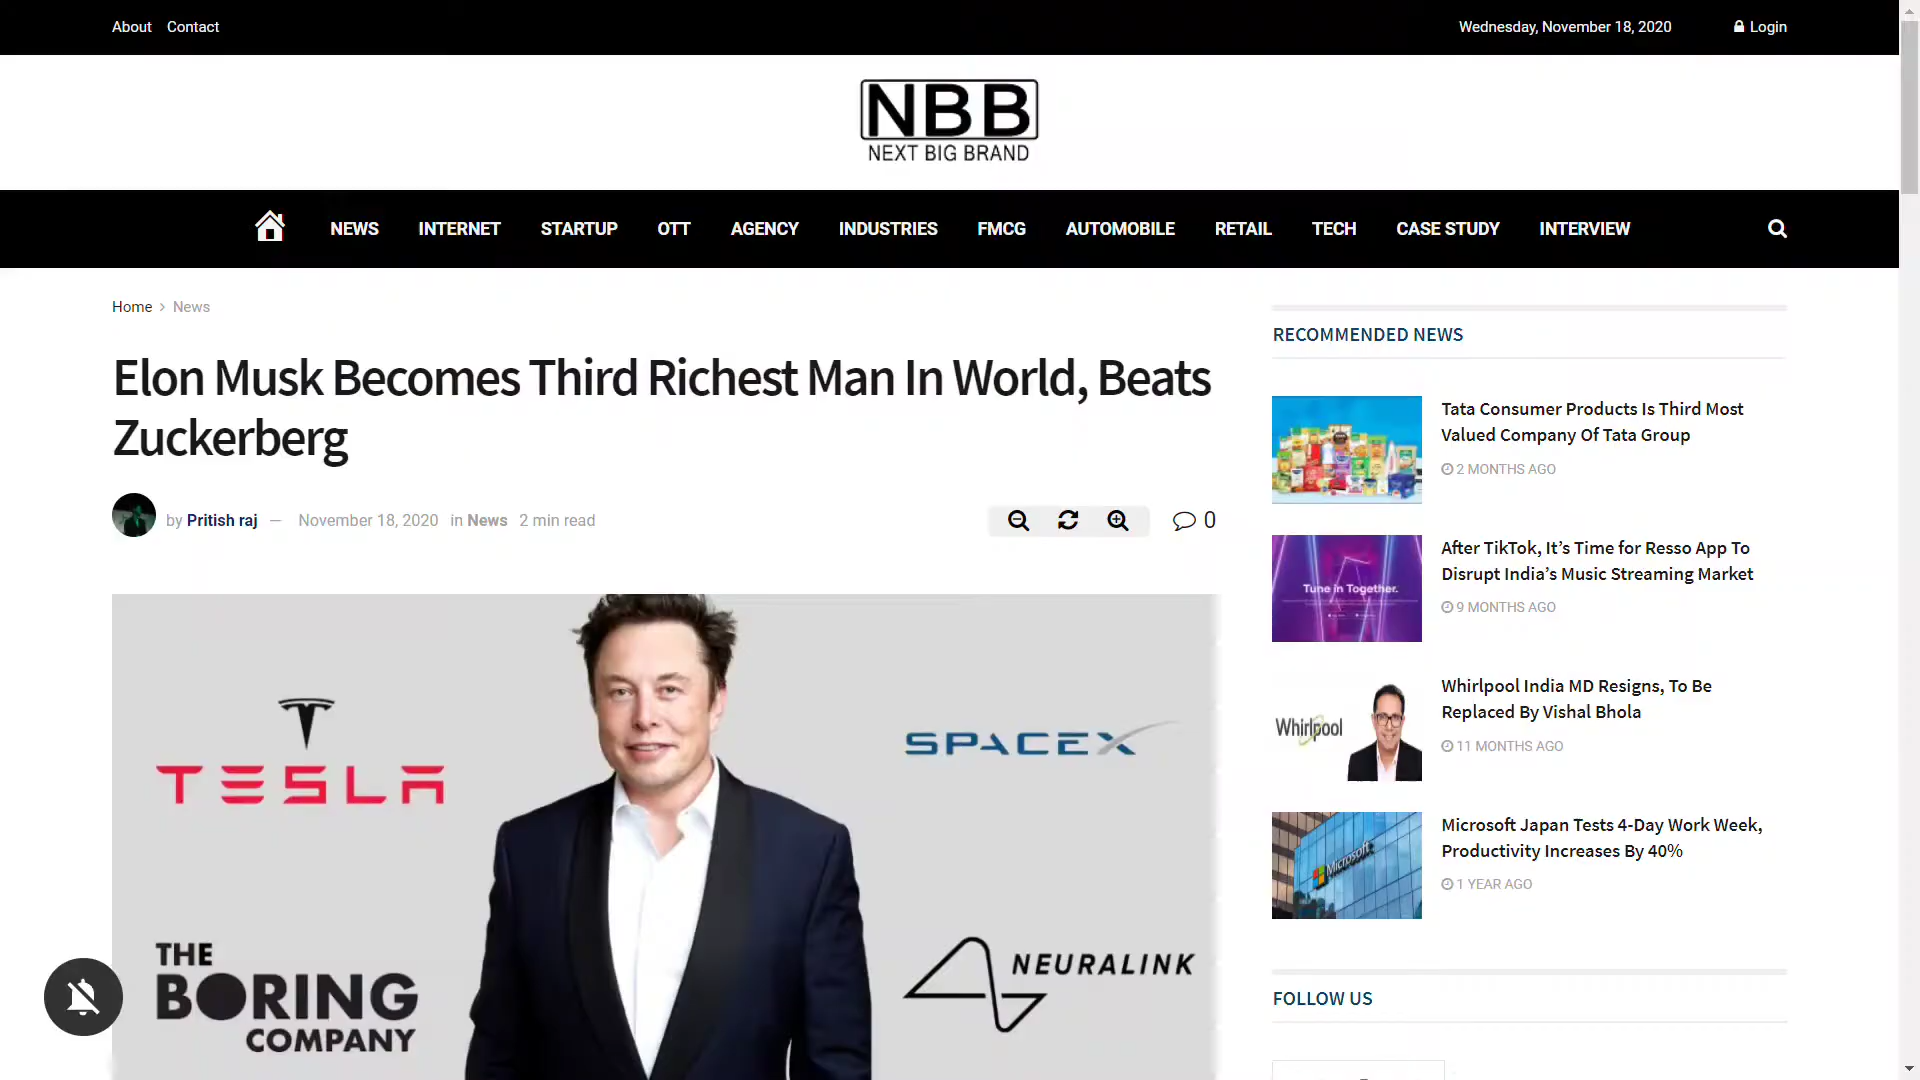 About Contact
Wednesday, November 18, 2020 Login
NBB
NEXT BIG BRAND
NEWS INTERNET STARTUP OTT AGENCY INDUSTRIES FMCG AUTOMOBILE RETAIL TECH CASE STUDY INTERVIEW
Home > News
Elon Musk Becomes Third Richest Man In World, Beats
Zuckerberg
by Pritish raj — November 18, 2020 in News 2 min read
0
TESLA
SPACEX
THE
BORING
COMPANY
NEURALINK
RECOMMENDED NEWS
Tata Consumer Products Is Third Most
Valued Company Of Tata Group
2 MONTHS AGO
Tune in Together.
After TikTok, It’s Time for Resso App To
Disrupt India’s Music Streaming Market
9 MONTHS AGO
Whirlpool
Whirlpool India MD Resigns, To Be
Replaced By Vishal Bhola
11 MONTHS AGO
Microsoft
Microsoft Japan Tests 4-Day Work Week,
Productivity Increases By 40%
1 YEAR AGO
FOLLOW US